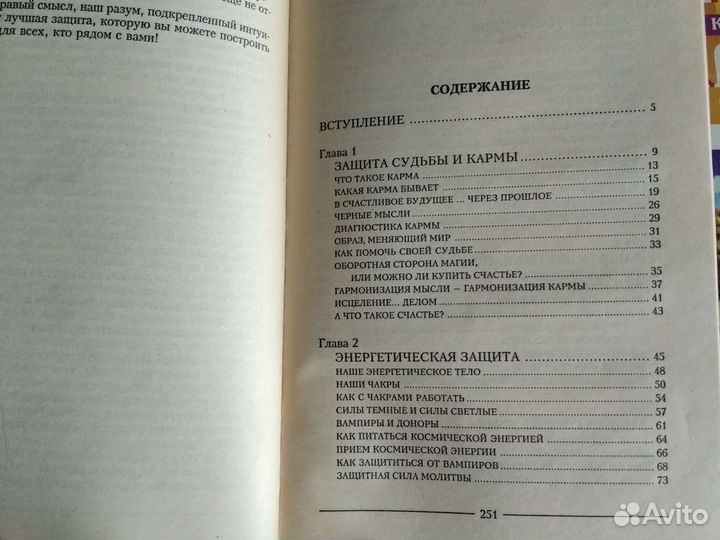 равый смысл, наш разум, подкрепленный интуи-
лучшая защита, которую вы можете построить
для всех, кто рядом с вами!
СОДЕРЖАНИЕ
ВСТУПЛЕНИЕ ........ 5
Глава 1
ЗАЩИТА СУДЬБЫ И КАРМЫ ........ 9
ЧТО ТАКОЕ КАРМА ........ 13
КАКАЯ КАРМА БЫВАЕТ ........ 15
В СЧАСТЛИВОЕ БУДУЩЕЕ ... ЧЕРЕЗ ПРОШЛОЕ ........ 19
ЧЕРНЫЕ МЫСЛИ ........ 26
ДИАГНОСТИКА КАРМЫ ........ 29
ОБРАЗ, МЕНЯЮЩИЙ МИР ........ 31
КАК ПОМОЧЬ СВОЕЙ СУДЬБЕ ........ 33
ОБОРОТНАЯ СТОРОНА МАГИИ,
ИЛИ МОЖНО ЛИ КУПИТЬ СЧАСТЬЕ? ........ 35
ГАРМОНИЗАЦИЯ МЫСЛИ — ГАРМОНИЗАЦИЯ КАРМЫ ........ 37
ИСЦЕЛЕНИЕ... ДЕЛОМ ........ 41
А ЧТО ТАКОЕ СЧАСТЬЕ? ........ 43
Глава 2
ЭНЕРГЕТИЧЕСКАЯ ЗАЩИТА ........ 45
НАШЕ ЭНЕРГЕТИЧЕСКОЕ ТЕЛО ........ 48
НАШИ ЧАКРЫ ........ 50
КАК С ЧАКРАМИ РАБОТАТЬ ........ 54
СИЛЫ ТЕМНЫЕ И СИЛЫ СВЕТЛЫЕ ........ 57
ВАМПИРЫ И ДОНОРЫ ........ 61
КАК ПИТАТЬСЯ КОСМИЧЕСКОЙ ЭНЕРГИЕЙ ........ 64
ПРИЕМ КОСМИЧЕСКОЙ ЭНЕРГИИ ........ 66
КАК ЗАЩИТИТЬСЯ ОТ ВАМПИРОВ ........ 68
ЗАЩИТНАЯ СИЛА МОЛИТВЫ ........ 73
251
Avito